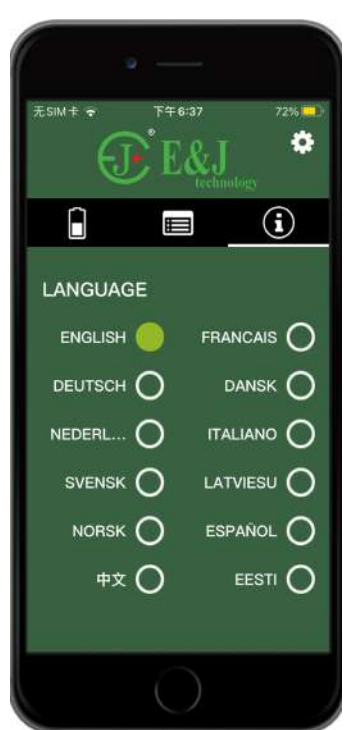 无SIM卡 下午6:37 72%
EJ® E&J
technology
LANGUAGE
ENGLISH FRANCAIS
DEUTSCH DANSK
NEDERL... ITALIANO
SVENSK LATVIESU
NORSK ESPAÑOL
中文 EESTI